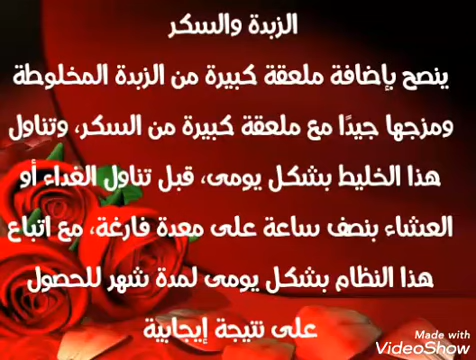 الزبدة والسكر
ينصح بإضافة ملعقة كبيرة من الزبدة المخلوطة
ومزجها جيدًا مع ملعقة كبيرة من السكر، وتناول
هذا الخليط بشكل يومى، قبل تناول الغداء أو
العشاء بنصف ساعة على معدة فارغة، مع اتباع
هذا النظام بشكل يومى لمدة شهر للحصول
على نتيجة إيجابية
Made with
VideoShow